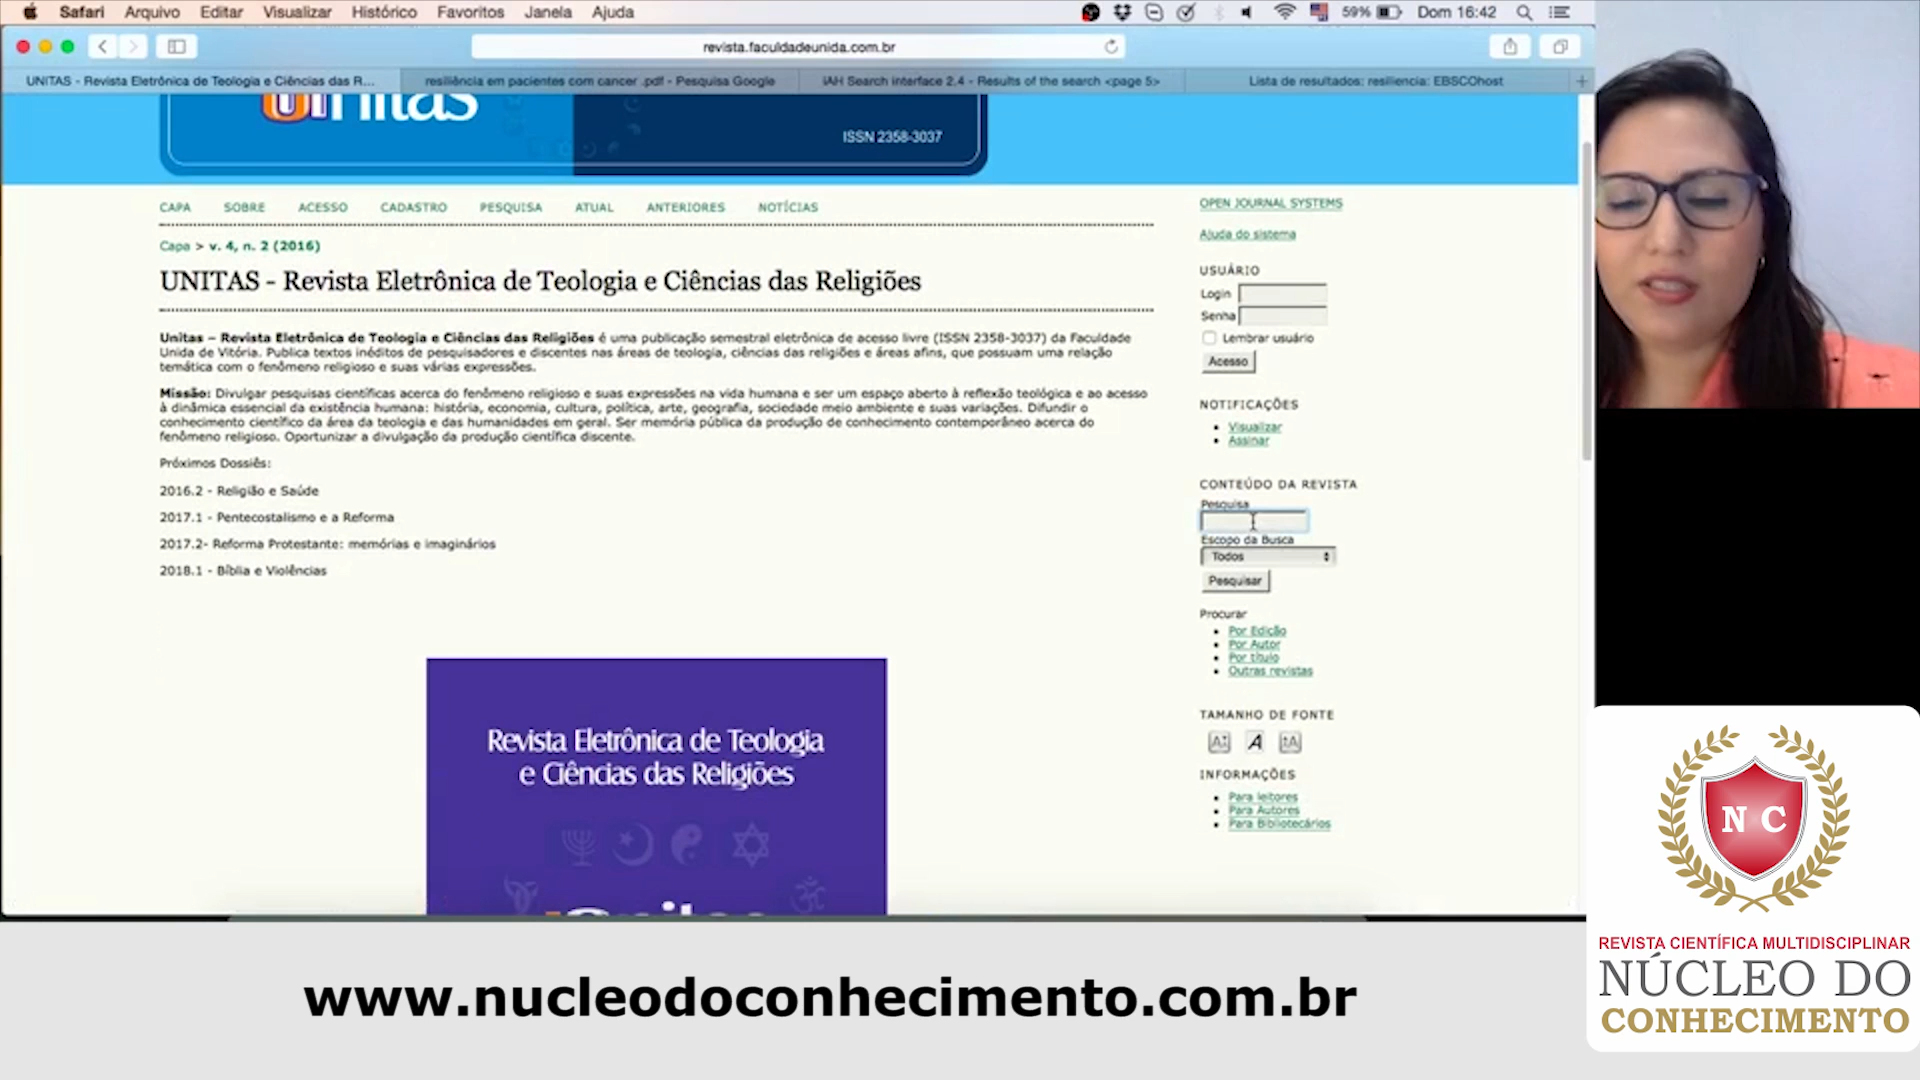 Safari Arquivo Editar Visualizar Histórico Favoritos Janela Ajuda 59% Dom 16:42
revista.faculdadeunida.com.br
UNITAS - Revista Eletrônica de Teologia e Ciências das R... resiliência em pacientes com cancer .pdf - Pesquisa Google IAH Search interface 2.4 - Results of the search <page 5> Lista de resultados: resiliencia: EBSCOhost
unitas
ISSN 2358-3037
CAPA SOBRE ACESSO CADASTRO PESQUISA ATUAL ANTERIORES NOTÍCIAS
Capa > v. 4, n. 2 (2016)
UNITAS - Revista Eletrônica de Teologia e Ciências das Religiões
Unitas – Revista Eletrônica de Teologia e Ciências das Religiões é uma publicação semestral eletrônica de acesso livre (ISSN 2358-3037) da Faculdade
Unida de Vitória. Publica textos inéditos de pesquisadores e discentes nas áreas de teologia, ciências das religiões e áreas afins, que possuam uma relação
temática com o fenômeno religioso e suas várias expressões.
Missão: Divulgar pesquisas científicas acerca do fenômeno religioso e suas expressões na vida humana e ser um espaço aberto à reflexão teológica e ao acesso
à dinâmica essencial da existência humana: história, economia, cultura, política, arte, geografia, sociedade meio ambiente e suas variações. Difundir o
conhecimento científico da área da teologia e das humanidades em geral. Ser memória pública da produção de conhecimento contemporâneo acerca do
fenômeno religioso. Oportunizar a divulgação da produção científica discente.
Próximos Dossiês:
2016.2 - Religião e Saúde
2017.1 - Pentecostalismo e a Reforma
2017.2- Reforma Protestante: memórias e imaginários
2018.1 - Bíblia e Violências
Revista Eletrônica de Teologia
e Ciências das Religiões
OPEN JOURNAL SYSTEMS
Ajuda do sistema
USUÁRIO
Login
Senha
Lembrar usuário
Acesso
NOTIFICAÇÕES
Visualizar
Assinar
CONTEÚDO DA REVISTA
Pesquisa
Escopo da Busca
Todos
Pesquisar
Procurar
Por Edição
Por Autor
Por título
Outras revistas
TAMANHO DE FONTE
INFORMAÇÕES
Para leitores
Para Autores
Para Bibliotecários
N C
REVISTA CIENTÍFICA MULTIDISCIPLINAR
NÚCLEO DO
CONHECIMENTO
www.nucleodoconhecimento.com.br